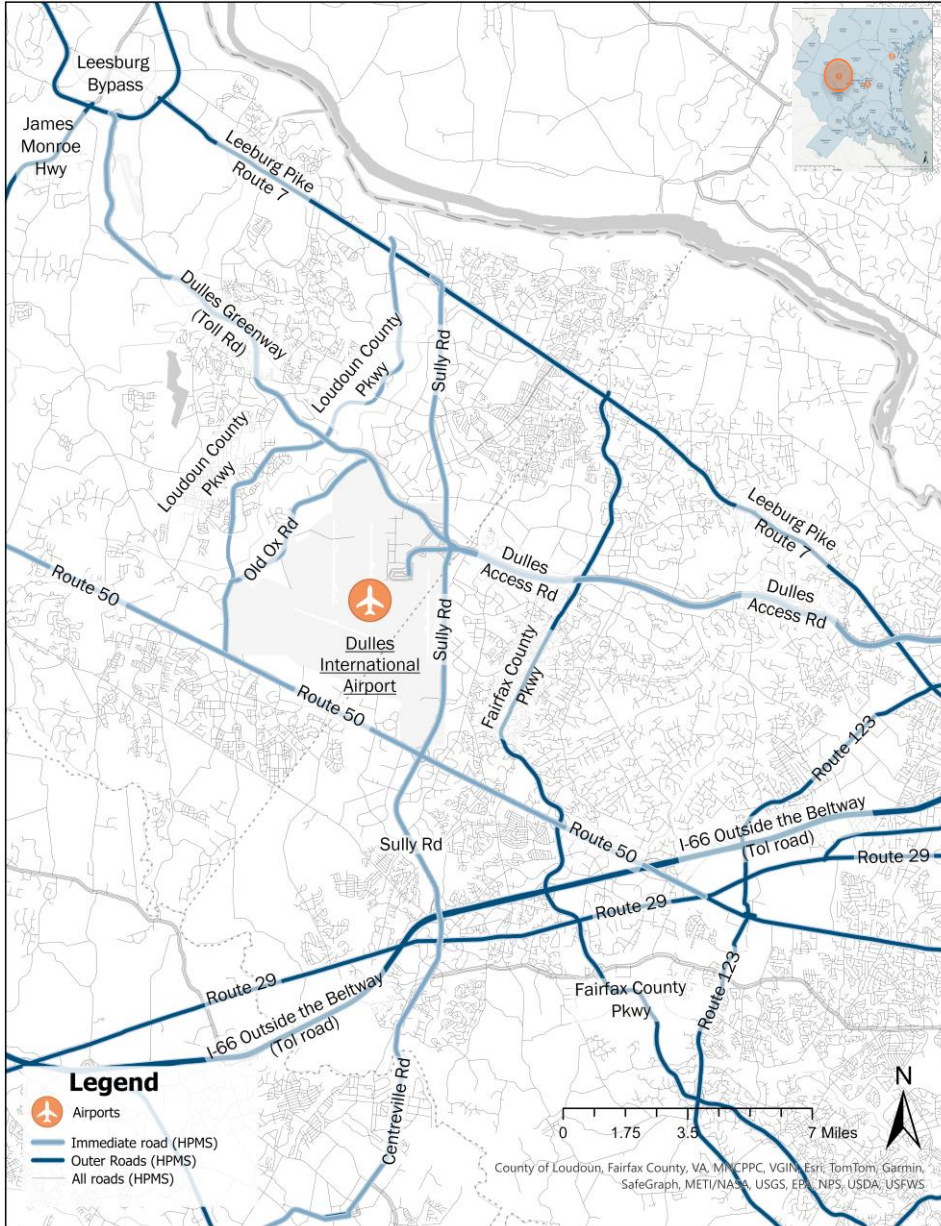 Leesburg
Bypass
James
Monroe
Hwy
Leeburg Pike
Route 7
Dulles Greenway
(Toll Rd)
Loudoun County
Pkwy
Sully Rd
Loudoun County
Pkwy
Old Ox Rd
Leeburg Pike
Route 7
Dulles
Access Rd
Dulles
Access Rd
Route 50
Sully Rd
Dulles
International
Airport
Fairfax County
Pkwy
Route 50
Route 123
Sully Rd
Route 50
I-66 Outside the Beltway
(Tol road)
Route 29
Route 29
Route 29
I-66 Outside the Beltway
(Tol road)
Fairfax County
Pkwy
Route 123
Centreville Rd
Legend
Airports
Immediate road (HPMS)
Outer Roads (HPMS)
All roads (HPMS)
N
0 1.75 3.5 7 Miles
County of Loudoun, Fairfax County, VA, MNCPPC, VGIN, Esri, TomTom, Garmin,
SafeGraph, METI/NASA, USGS, EPA, NPS, USDA, USFWS